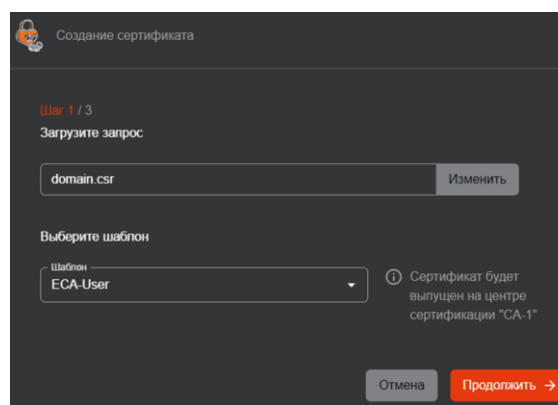 Создание сертификата
Шаг 1 / 3
Загрузите запрос
domain.csr
Изменить
Выберите шаблон
Шаблон
ECA-User
Сертификат будет
выпущен на центре
сертификации "CA-1"
Отмена
Продолжить →